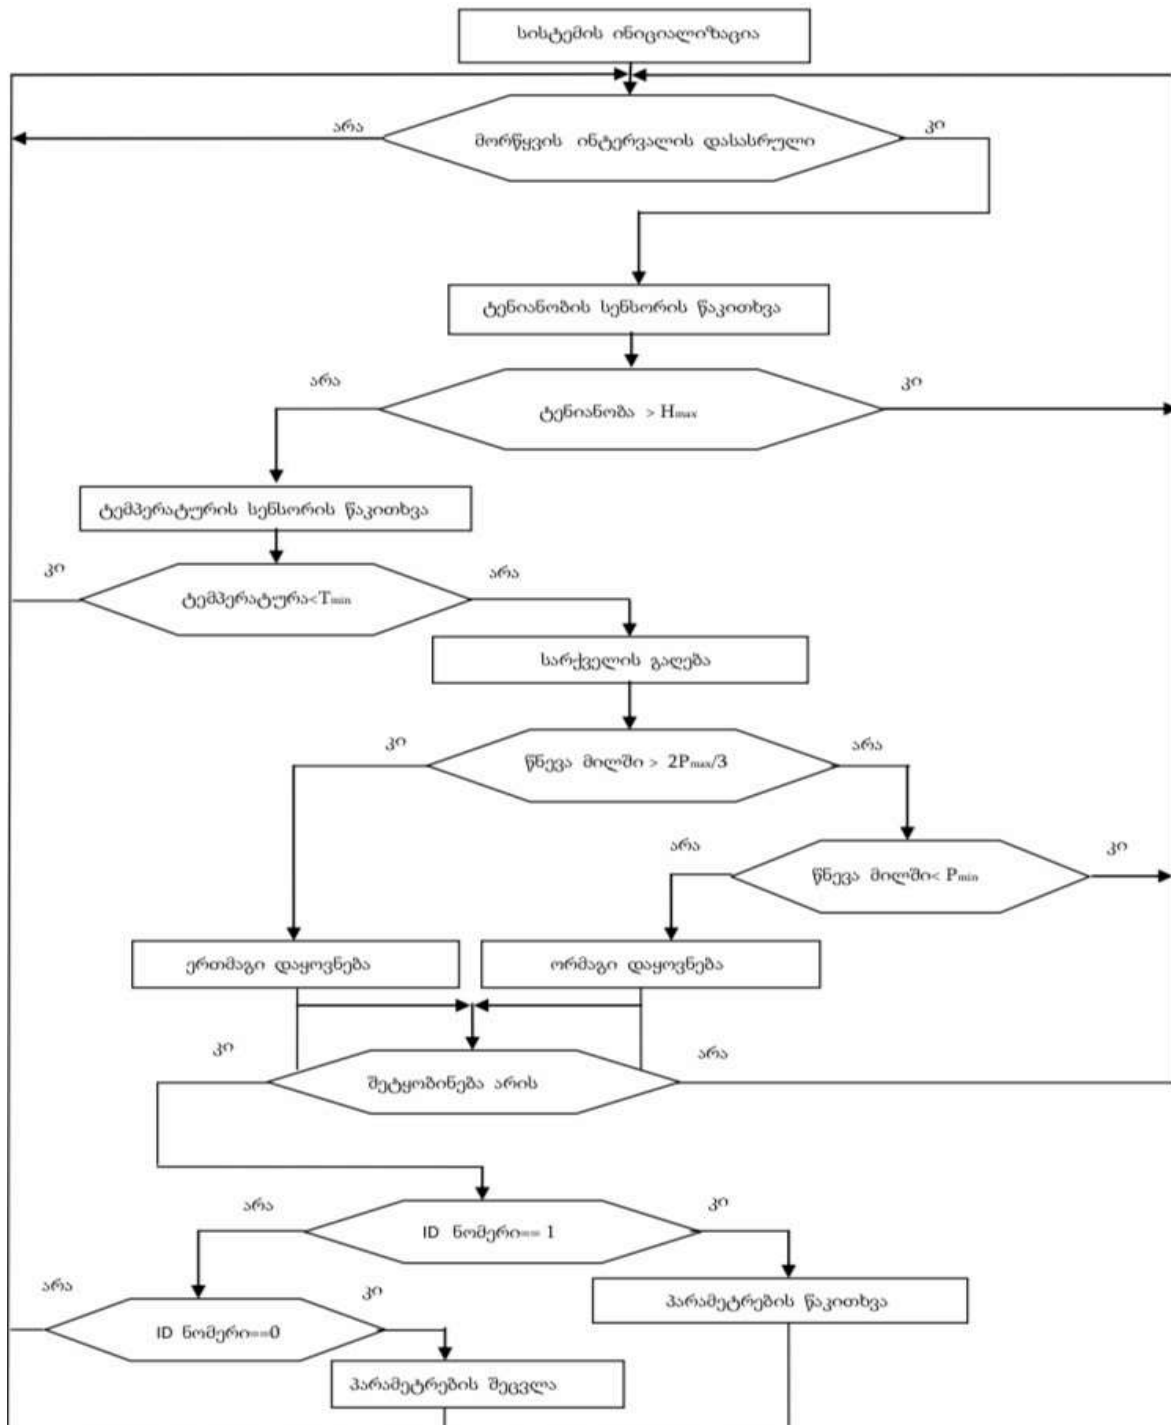 სისტემის ინიციალიზაცია
არა
კი
მორწყვის ინტერვალის დასასრული
ტენიანობის სენსორის წაკითხვა
არა
კი
ტენიანობა > Hmax
ტემპერატურის სენსორის წაკითხვა
კი
არა
ტემპერატურა<Tmin
სარქველის გაღება
კი
არა
წნევა მილში > 2Pmax/3
არა
კი
წნევა მილში< Pmin
ერთმაგი დაყოვნება
ორმაგი დაყოვნება
კი
არა
შეტყობინება არის
არა
კი
ID ნომერი== 1
არა
კი
პარამეტრების წაკითხვა
ID ნომერი==0
პარამეტრების შეცვლა